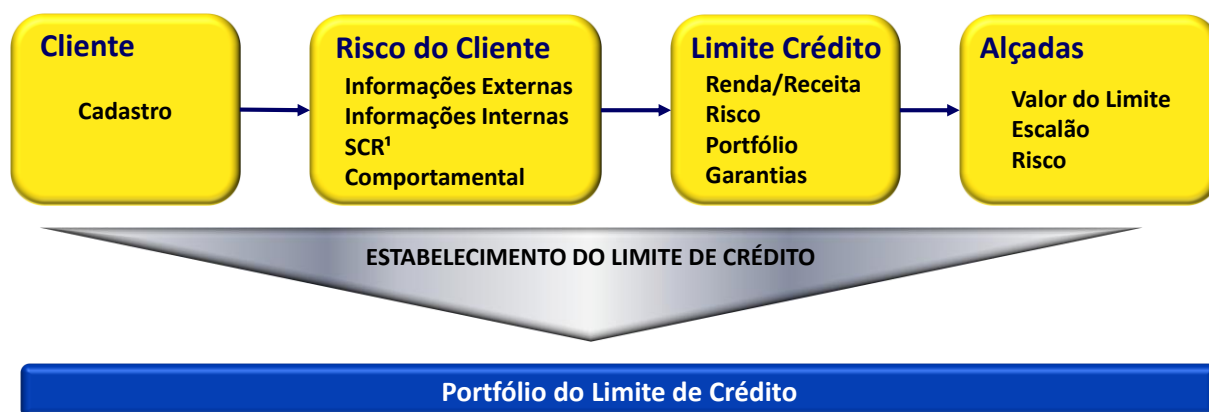 Cliente
Cadastro
Risco do Cliente
Informações Externas
Informações Internas
SCR¹
Comportamental
Limite Crédito
Renda/Receita
Risco
Portfólio
Garantias
Alçadas
Valor do Limite
Escalão
Risco
ESTABELECIMENTO DO LIMITE DE CRÉDITO
Portfólio do Limite de Crédito